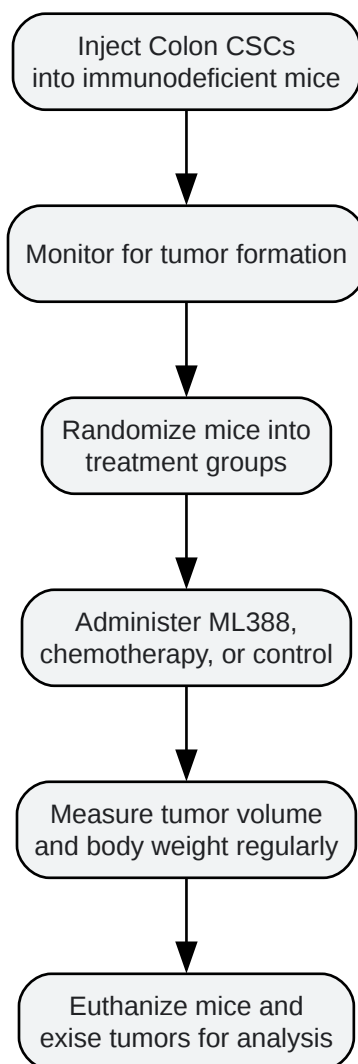 Inject Colon CSCs
into immunodeficient mice
Monitor for tumor formation
Randomize mice into
treatment groups
Administer ML388,
chemotherapy, or control
Measure tumor volume
and body weight regularly
Euthanize mice and
exise tumors for analysis